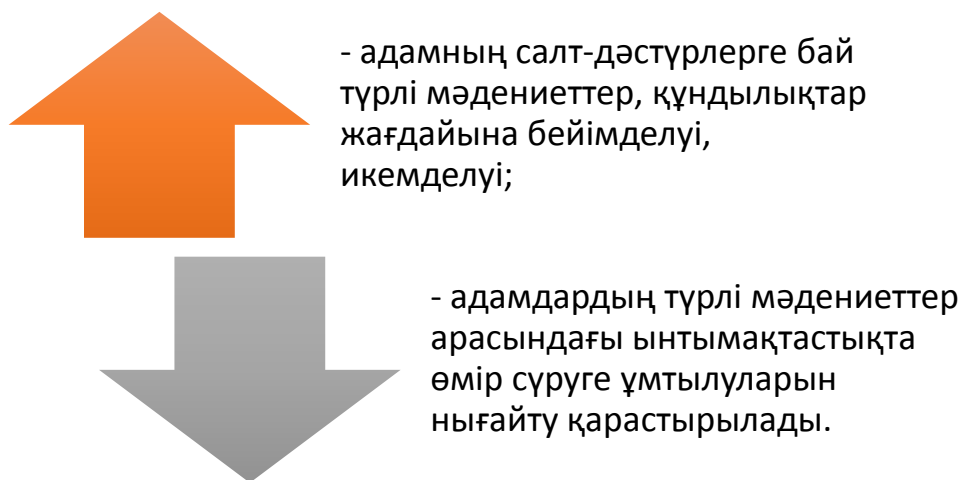 - адамның салт-дәстүрлерге бай
түрлі мәдениеттер, құндылықтар
жағдайына бейімделуі,
икемделуі;
- адамдардың түрлі мәдениеттер
арасындағы ынтымақтастықта
өмір сүруге ұмтылуларын
нығайту қарастырылады.